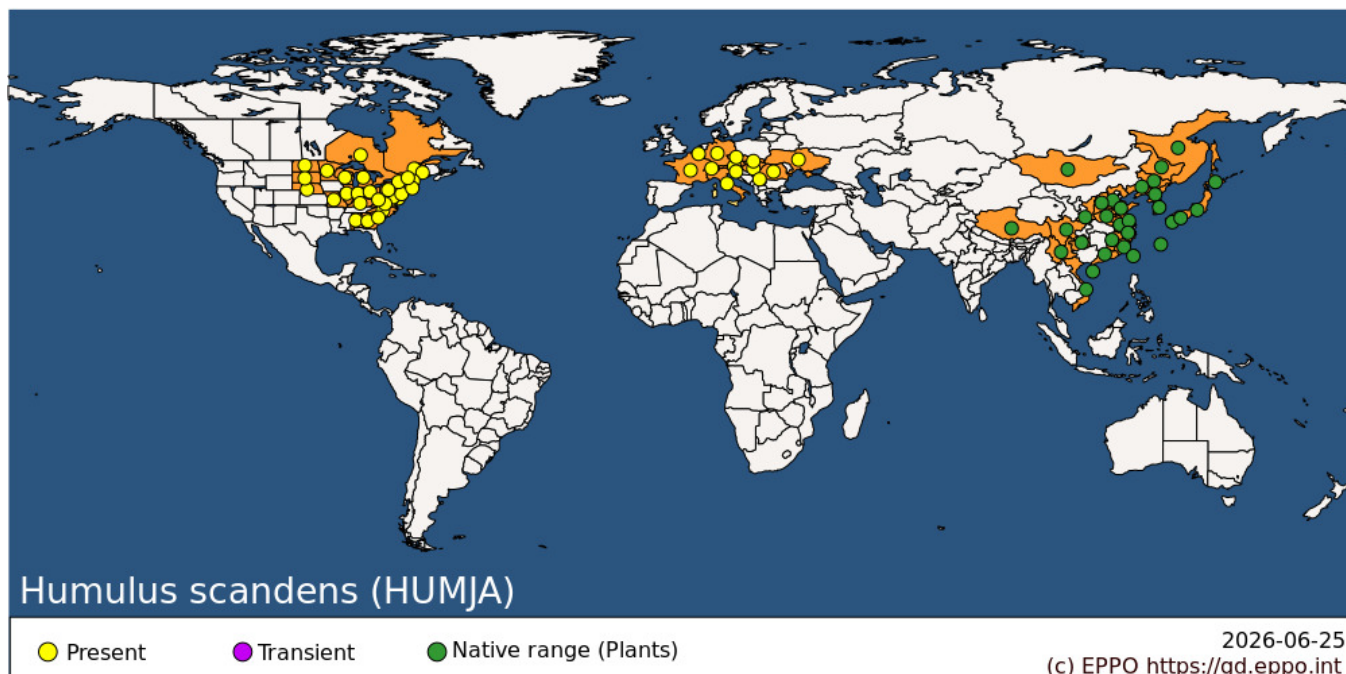 Humulus scandens (HUMJA)
Present
Transient
Native range (Plants)
2026-06-25
(c) EPPO https://gd.eppo.int